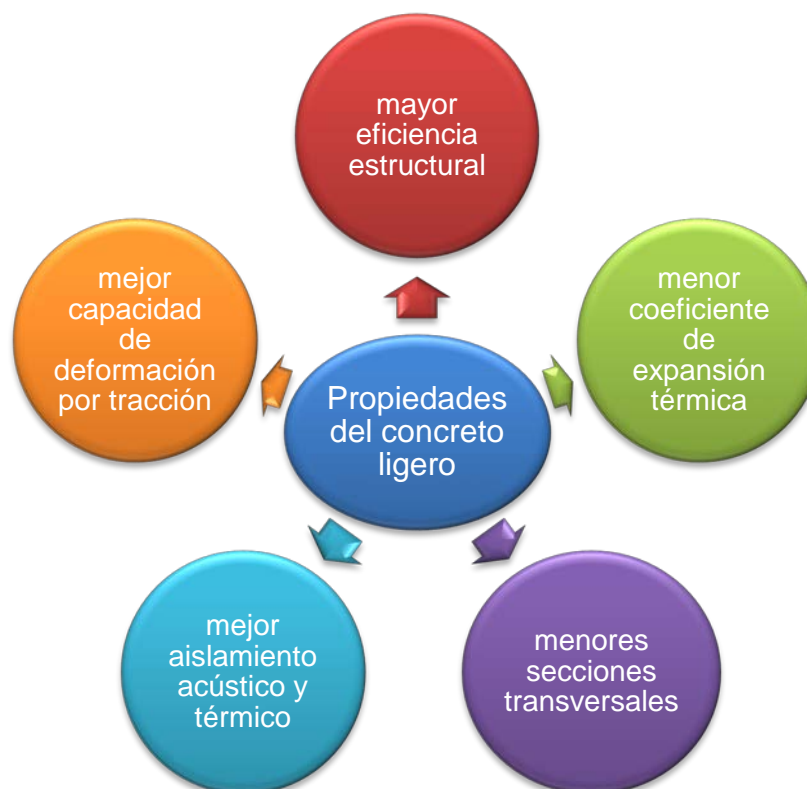 mayor
eficiencia
estructural
mejor
capacidad
de
deformación
por tracción
menor
coeficiente
de
expansión
térmica
Propiedades
del concreto
ligero
mejor
aislamiento
acústico y
térmico
menores
secciones
transversales